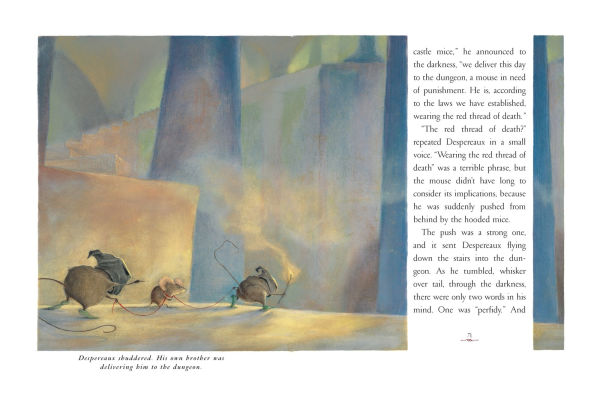 castle mice,” he announced to
the darkness, “we deliver this day
to the dungeon, a mouse in need
of punishment. He is, according
to the laws we have established,
wearing the red thread of death.”
“The red thread of death?”
repeated Despereaux in a small
voice. “Wearing the red thread of
death” was a terrible phrase, but
the mouse didn’t have long to
consider its implications, because
he was suddenly pushed from
behind by the hooded mice.
The push was a strong one,
and it sent Despereaux flying
down the stairs into the dun-
geon. As he tumbled, whisker
over tail, through the darkness,
there were only two words in his
mind. One was “perfidy.” And
71
Despereaux shuddered. His own brother was
delivering him to the dungeon.